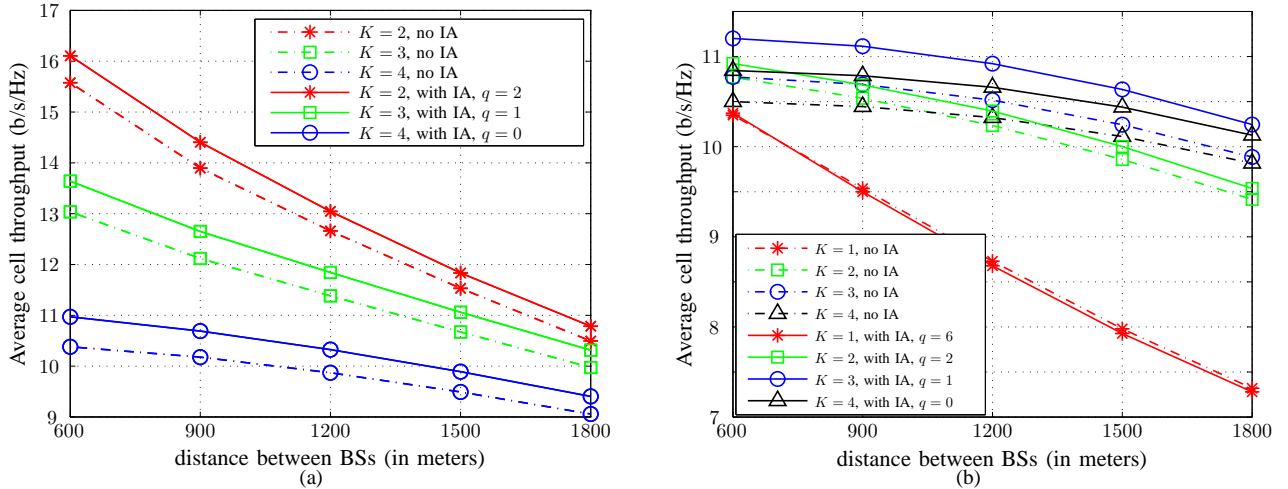 17
16
15
14
13
12
11
10
9
600
900
1200
1500
1800
Average cell throughput (b/s/Hz)
distance between BSs (in meters)
(a)
K = 2, no IA
K = 3, no IA
K = 4, no IA
K = 2, with IA, q = 2
K = 3, with IA, q = 1
K = 4, with IA, q = 0
11
10
9
8
7
600
900
1200
1500
1800
Average cell throughput (b/s/Hz)
distance between BSs (in meters)
(b)
K = 1, no IA
K = 2, no IA
K = 3, no IA
K = 4, no IA
K = 1, with IA, q = 6
K = 2, with IA, q = 2
K = 3, with IA, q = 1
K = 4, with IA, q = 0